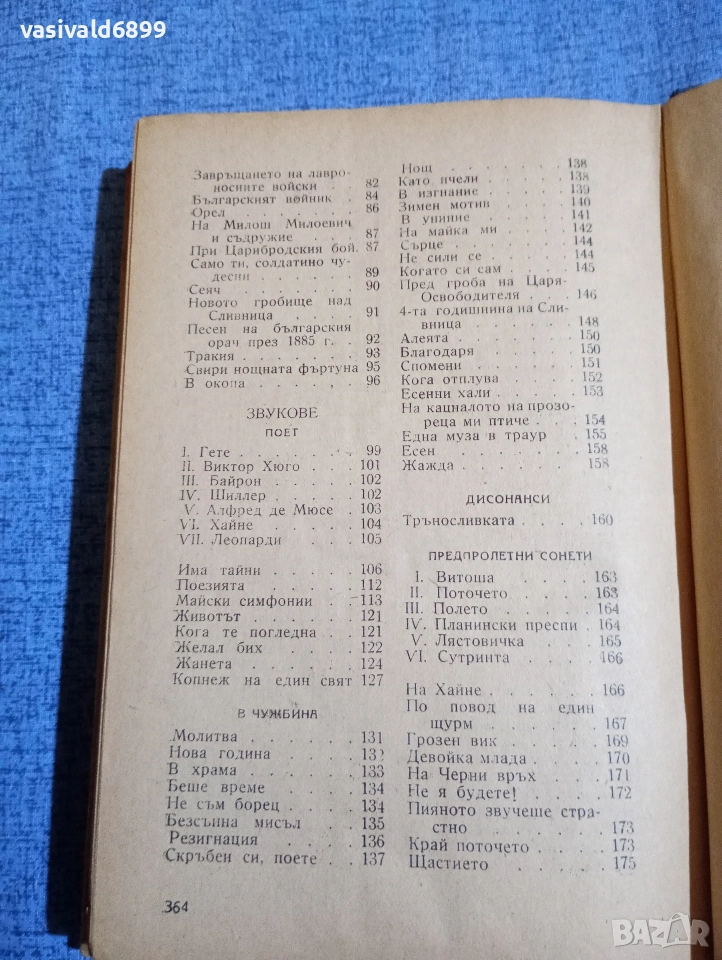 vasivald6899
Завръщането на лавро-
носните войски . . 82
Българският войник . 84
Орел . . . . . . 86
На Милош Милоевич
и съдружие . . . 87
При Царибродския бой. 87
Само ти, солдатино чу-
десни . . . . . 89
Сеяч . . . . . . 90
Новото гробище над
Сливница . . . . 91
Песен на българския
орач през 1885 г. . 92
Тракия . . . . . . 93
Свири нощната фъртуна 95
В окопа . . . . . 96
ЗВУКОВЕ
ПОЕТ
I. Гете . . . . . 99
II. Виктор Хюго . . . 101
III. Байрон . . . . 102
IV. Шиллер . . . . 102
V. Алфред де Мюсе . 103
VI. Хайне . . . . . 104
VII. Леопарди . . . . 105
Има тайни . . . . . 106
Поезията . . . . . 112
Майски симфонии . . 113
Животът . . . . . . 121
Кога те погледна . . 121
Желал бих . . . . . 122
Жанета . . . . . . 124
Копнеж на един свят 127
В ЧУЖБИНА
Молитва . . . . . . 131
Нова година . . . . 132
В храма . . . . . . 133
Беше време . . . . 134
Не съм борец . . . . 134
Безсънна мисъл . . . 135
Резигнация . . . . . 136
Скръбен си, поете . . 137
364
Нощ . . . . . . . 138
Като пчели . . . . . 138
В изгнание . . . . . 139
Зимен мотив . . . . 140
В униние . . . . . 141
На майка ми . . . . 142
Сърце . . . . . . 144
Не сили се . . . . . 144
Когато си сам . . . . 145
Пред гроба на Царя-
Освободителя . . . 146
4-та годишнина на Сли-
вница . . . . . . 148
Алеята . . . . . . 150
Благодаря . . . . . 150
Спомени . . . . . . 151
Кога отплува . . . . 152
Есенни хали . . . . 153
На кацналото на прозо-
реца ми птиче . . . 154
Една муза в траур . . 155
Есен . . . . . . . 158
Жажда . . . . . . 158
ДИСОНАНСИ
Трънosливката . . . . 160
ПРЕДПРОЛЕТНИ СОНЕТИ
I. Витоша . . . . 163
II. Поточето . . . . 163
III. Полето . . . . . 164
IV. Планински преспи . 164
V. Лястовичка . . . 165
VI. Сутринта . . . . 166
На Хайне . . . . . 166
По повод на един
щурм . . . . . . 167
Грозен вик . . . . . 169
Девойка млада . . . . 170
На Черни връх . . . 171
Не я будете! . . . . 172
Пияното звучеше стра-
стно . . . . . . 173
Край поточето . . . . 173
Щастието . . . . . 175
BAZAR.bg